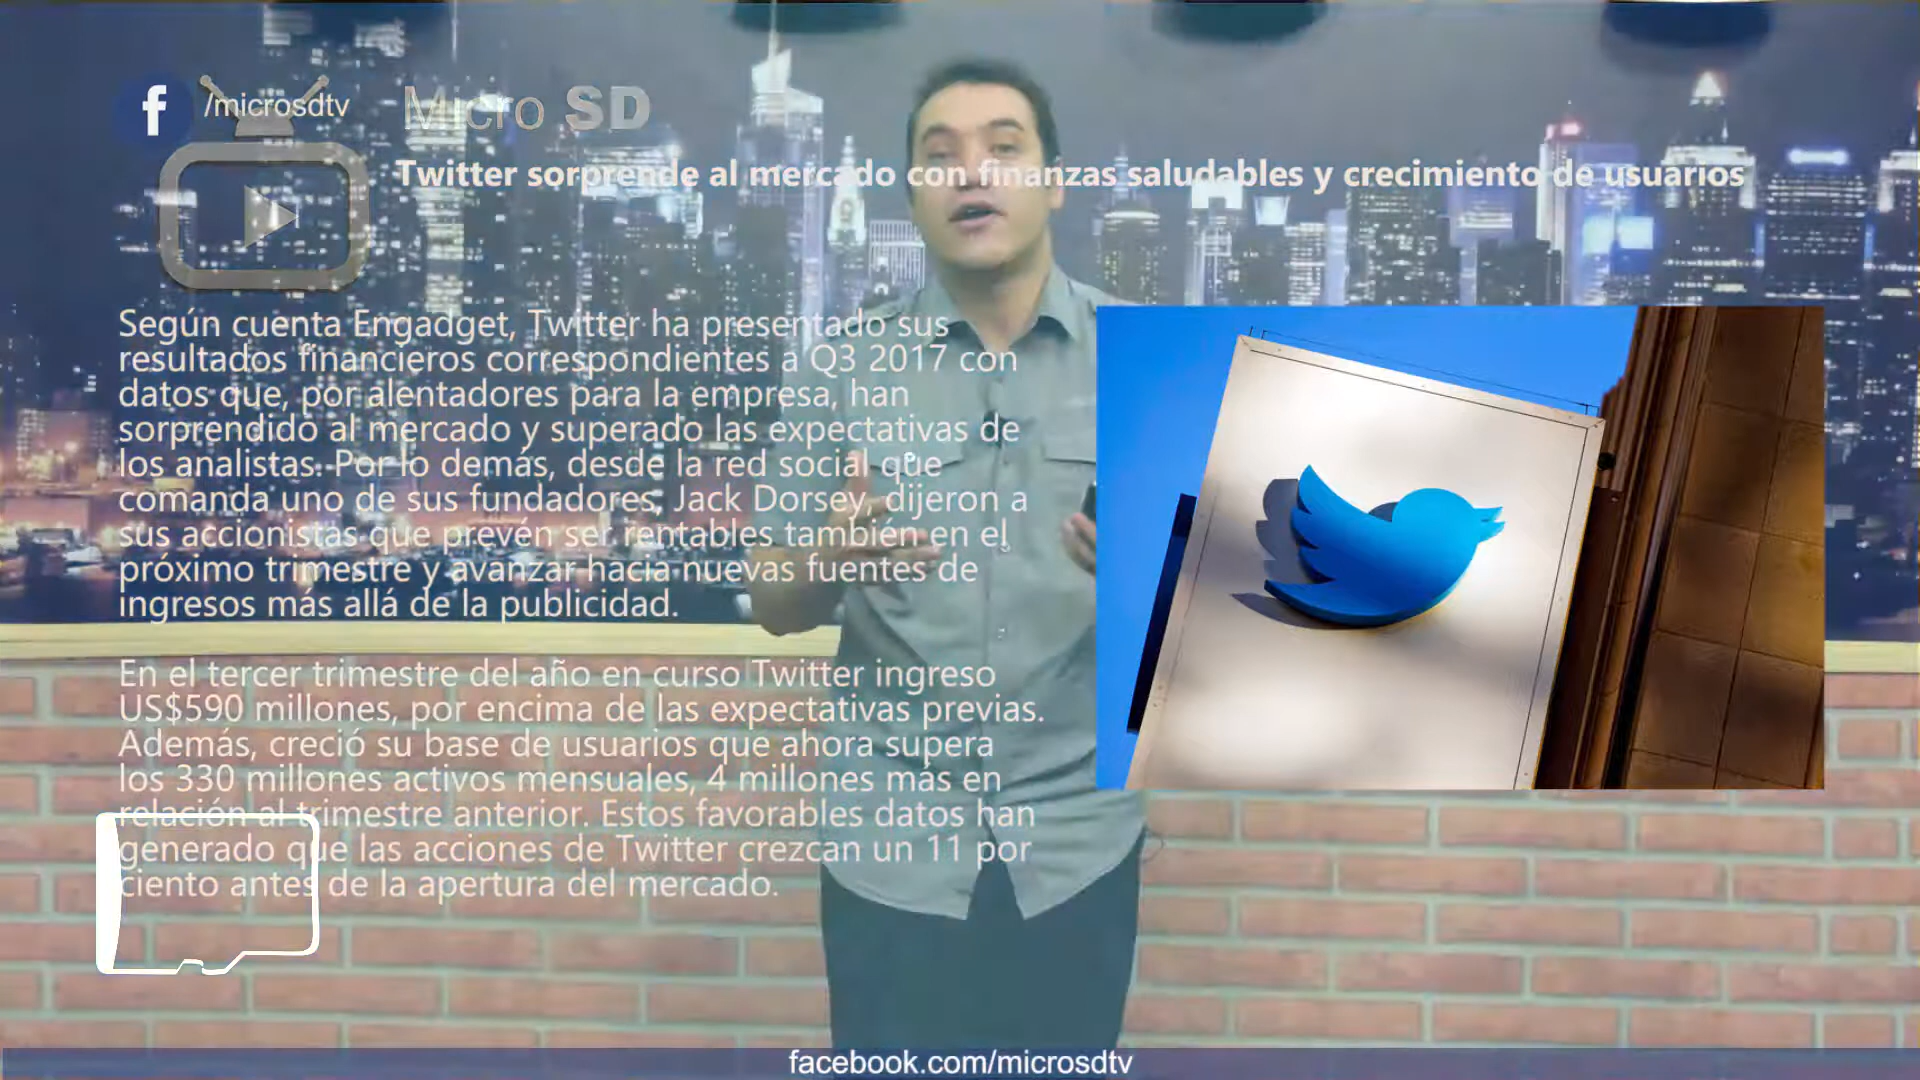 f /microsdtv
Micro SD
Twitter sorprende al mercado con finanzas saludables y crecimiento de usuarios
Según cuenta Engadget, Twitter ha presentado sus
resultados financieros correspondientes a Q3 2017 con
datos que, por alentadores para la empresa, han
sorprendido al mercado y superado las expectativas de
los analistas. Por lo demás, desde la red social que
comanda uno de sus fundadores, Jack Dorsey, dijeron a
sus accionistas que prevén ser rentables también en el
próximo trimestre y avanzar hacia nuevas fuentes de
ingresos más allá de la publicidad.
En el tercer trimestre del año en curso Twitter ingreso
US$590 millones, por encima de las expectativas previas.
Además, creció su base de usuarios que ahora supera
los 330 millones activos mensuales, 4 millones más en
relación al trimestre anterior. Estos favorables datos han
generado que las acciones de Twitter crezcan un 11 por
ciento antes de la apertura del mercado.
facebook.com/microsdtv